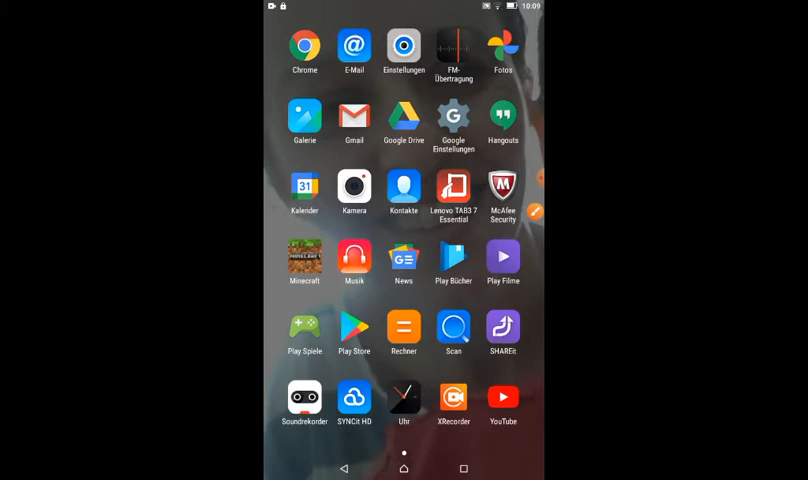 10:09
Chrome
E-Mail
Einstellungen
FM-
Übertragung
Fotos
Galerie
Gmail
Google Drive
Google
Einstellungen
Hangouts
31
Kalender
Kamera
Kontakte
Lenovo TAB3 7
Essential
McAfee
Security
Minecraft
Musik
News
Play Bücher
Play Filme
Play Spiele
Play Store
Rechner
Scan
SHAREit
Soundrekorder
SYNCit HD
Uhr
XRecorder
YouTube